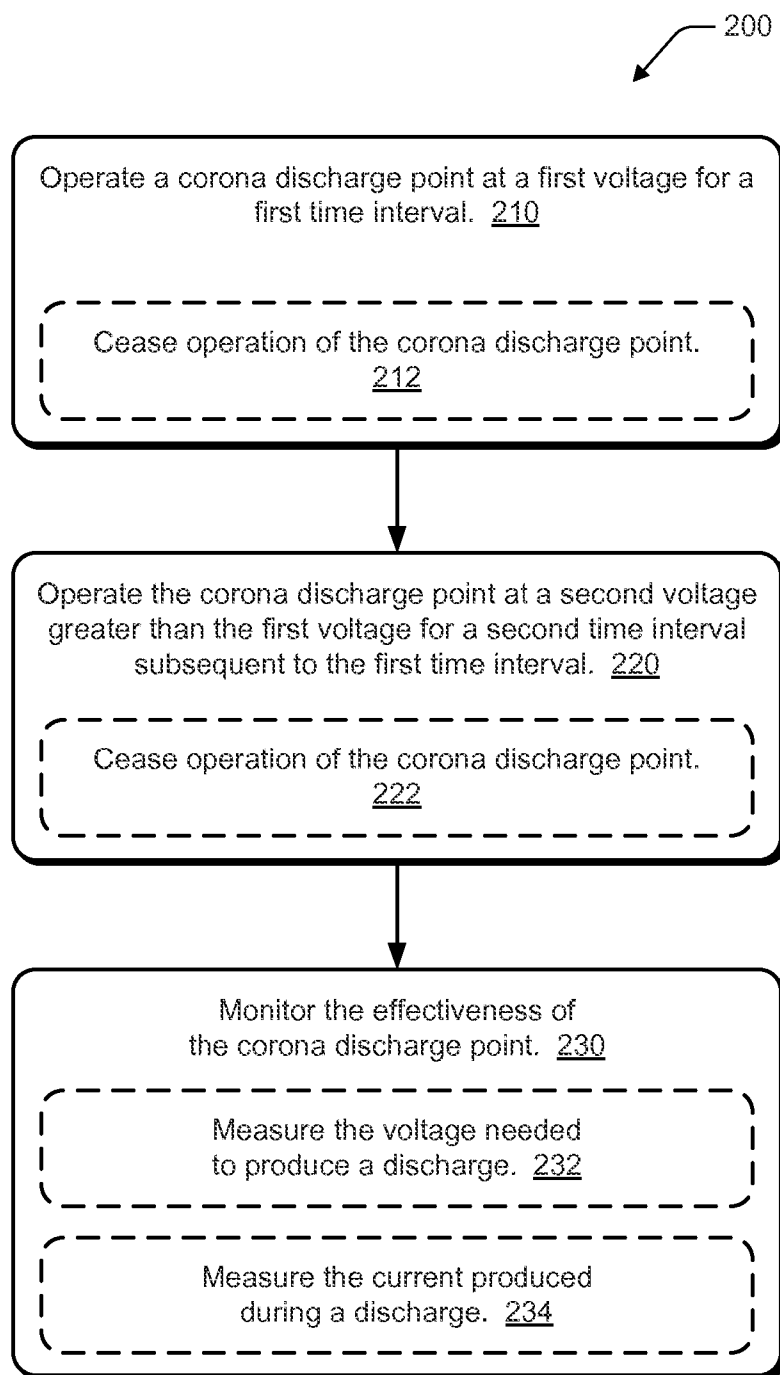 200
Operate a corona discharge point at a first voltage for a
first time interval. 210
Cease operation of the corona discharge point.
212
Operate the corona discharge point at a second voltage
greater than the first voltage for a second time interval
subsequent to the first time interval. 220
Cease operation of the corona discharge point.
222
Monitor the effectiveness of
the corona discharge point. 230
Measure the voltage needed
to produce a discharge. 232
Measure the current produced
during a discharge. 234